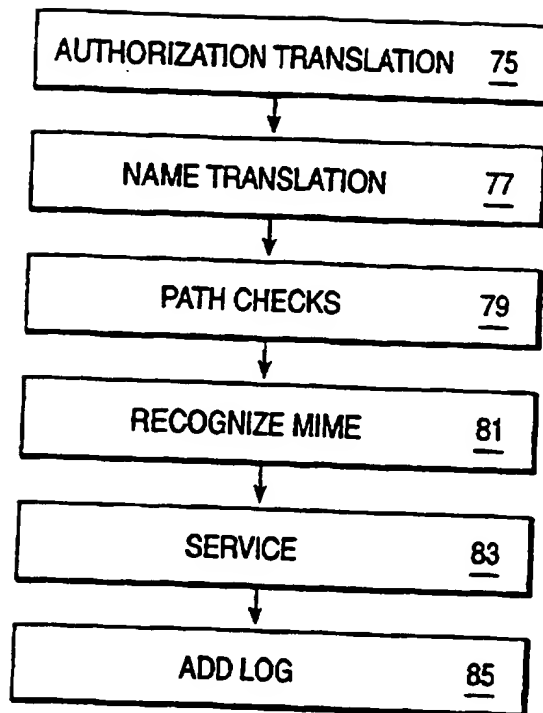 AUTHORIZATION TRANSLATION 75
NAME TRANSLATION 77
PATH CHECKS 79
RECOGNIZE MIME 81
SERVICE 83
ADD LOG 85